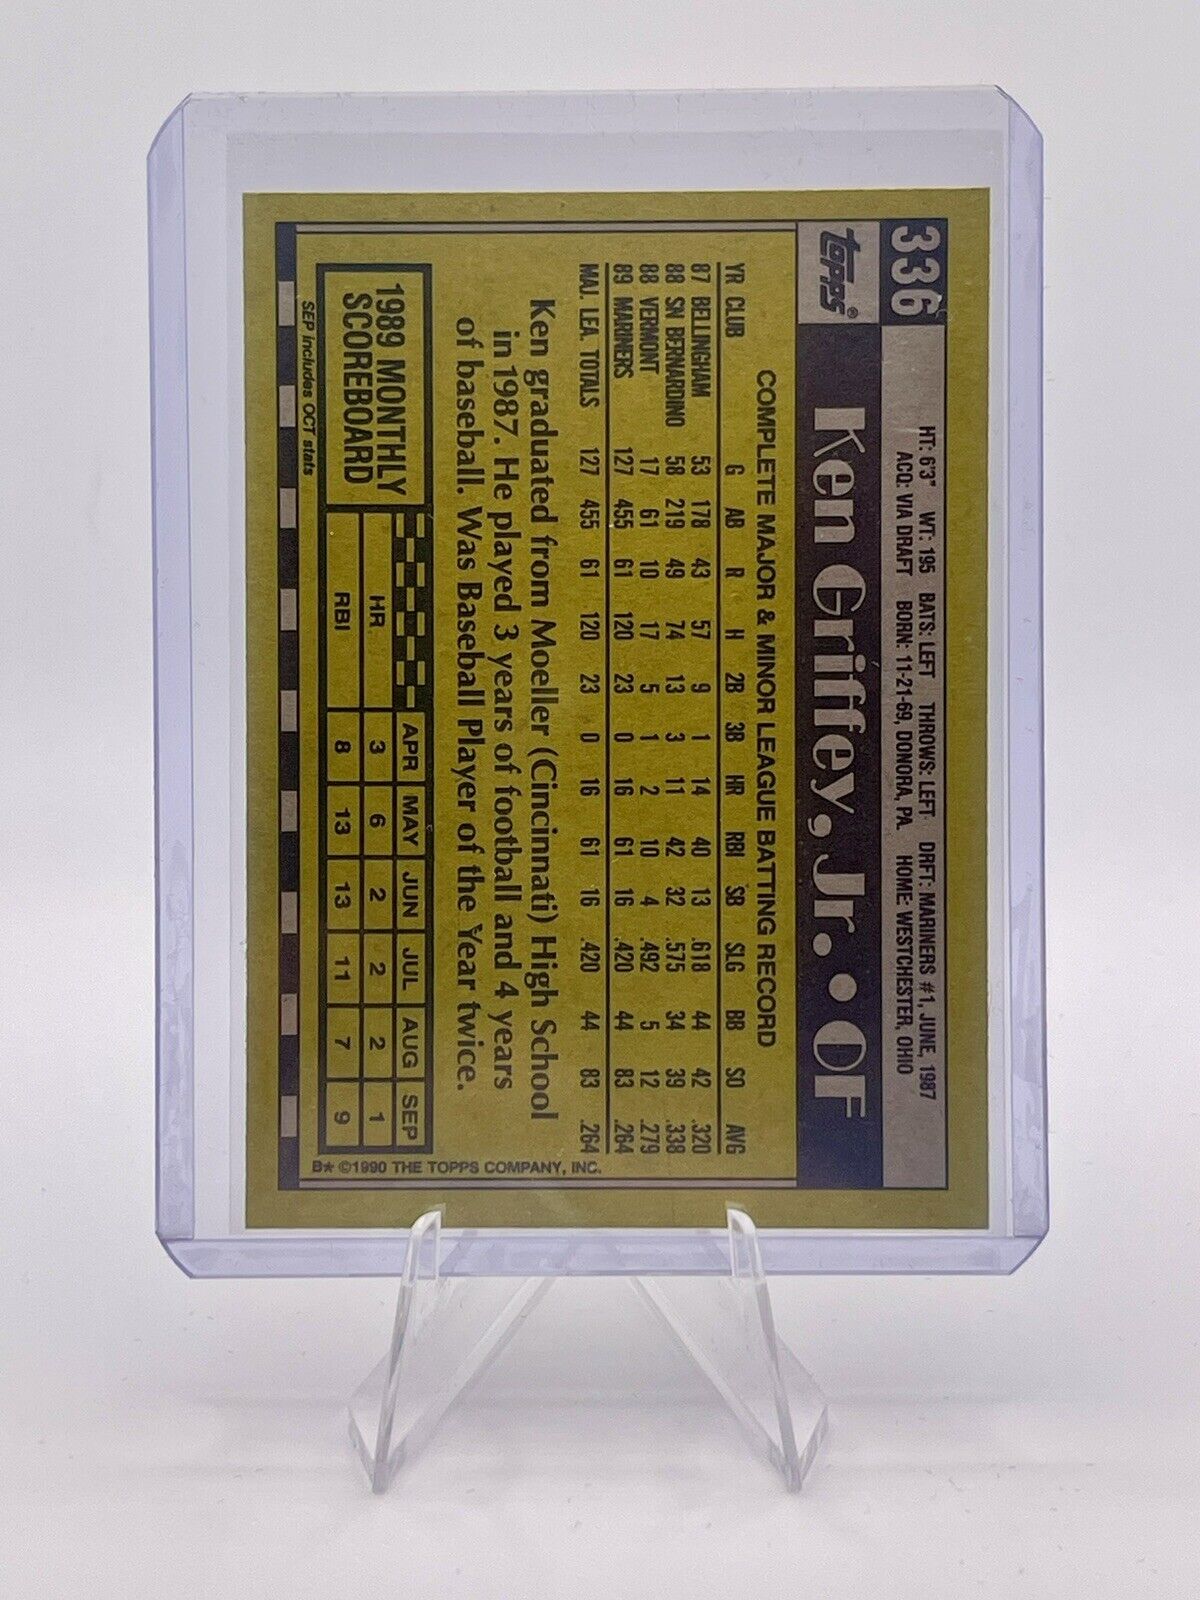 336
HT: 6'3" WT: 195 BATS: LEFT THROWS: LEFT DRFT: MARINERS #1, JUNE, 1987
ACQ: VIA DRAFT BORN: 11-21-69, DONORA, PA. HOME: WESTCHESTER, OHIO
topps® Ken Griffey, Jr. • OF
COMPLETE MAJOR & MINOR LEAGUE BATTING RECORD
YR CLUB G AB R H 2B 3B HR RBI SB SLG BB SO AVG
87 BELLINGHAM 53 178 43 57 9 1 14 40 13 .618 44 42 .320
88 SN BERNARDINO 58 219 49 74 13 3 11 42 32 .575 34 39 .338
88 VERMONT 17 61 10 17 5 1 2 10 4 .492 5 12 .279
89 MARINERS 127 455 61 120 23 0 16 61 16 .420 44 83 .264
MAJ. LEA. TOTALS 127 455 61 120 23 0 16 61 16 .420 44 83 .264
Ken graduated from Moeller (Cincinnati) High School
in 1987. He played 3 years of football and 4 years
of baseball. Was Baseball Player of the Year twice.
1989 MONTHLY
SCOREBOARD
APR MAY JUN JUL AUG SEP
HR 3 6 2 2 2 1
RBI 8 13 13 11 7 9
SEP includes OCT stats
B★ ©1990 THE TOPPS COMPANY, INC.